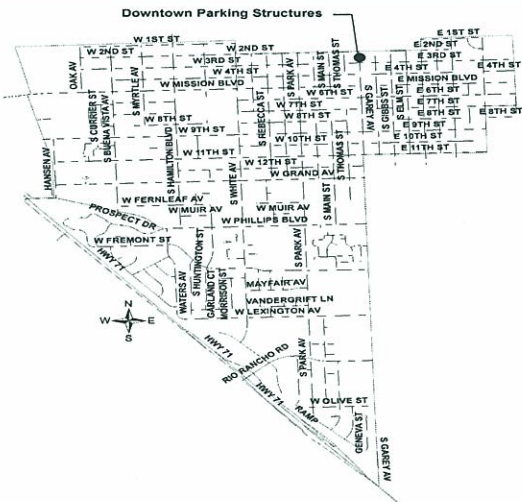 Downtown Parking Structures
W 1ST ST
E 1ST ST
W 2ND ST
W 2ND ST
E 2ND ST
W 3RD ST
E 3RD ST
W 4TH ST
E 4TH ST
E 4TH ST
W MISSION BLVD
E MISSION BLVD
OAK AV
S CURRIER ST
S BUENA VISTA AV
S MYRTLE AV
S HAMILTON BLVD
S REBECCA ST
S PARK AV
S MAIN ST
S THOMAS ST
S GAREY AV
S GIBBS ST
S ELM ST
W 6TH ST
E 6TH ST
W 7TH ST
E 7TH ST
W 8TH ST
W 8TH ST
E 8TH ST
E 8TH ST
W 9TH ST
E 9TH ST
W 10TH ST
E 10TH ST
W 11TH ST
E 11TH ST
W 12TH ST
HANSEN AV
S WHITE AV
W GRAND AV
S THOMAS ST
S MAIN ST
W FERNLEAF AV
W MUIR AV
W MUIR AV
W PHILLIPS BLVD
PROSPECT DR
W FREMONT ST
HWY 71
S PARK AV
WATERS AV
S HUNTINGTON ST
GARLAND CT
MORRISON ST
MAYFAIR AV
VANDERGRIFT LN
W LEXINGTON AV
N
W
E
S
HWY 71
RIO RANCHO RD
S PARK AV
HWY 71
RAMP
W OLIVE ST
GENEVA ST
S GAREY AV